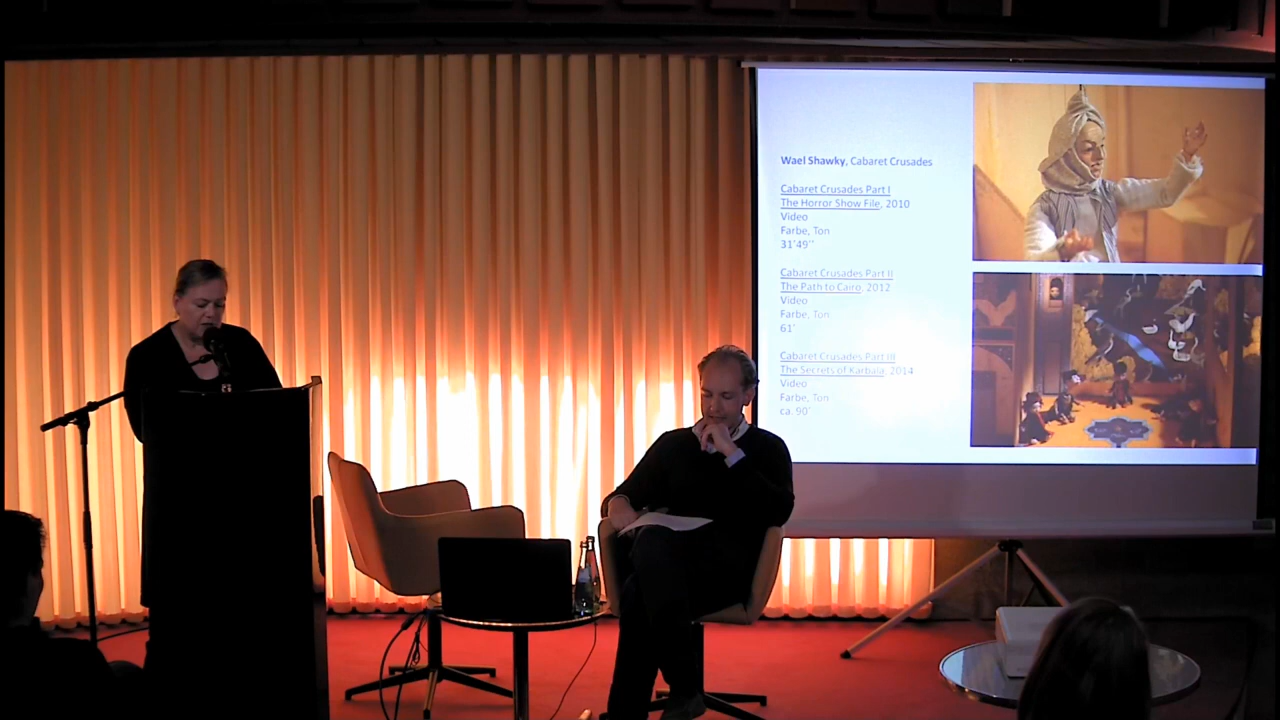 Wael Shawky, Cabaret Crusades
Cabaret Crusades Part I
The Horror Show File, 2010
Video
Farbe, Ton
31'49''
Cabaret Crusades Part II
The Path to Cairo, 2012
Video
Farbe, Ton
61'
Cabaret Crusades Part III
The Secrets of Karbala, 2014
Video
Farbe, Ton
ca. 90'